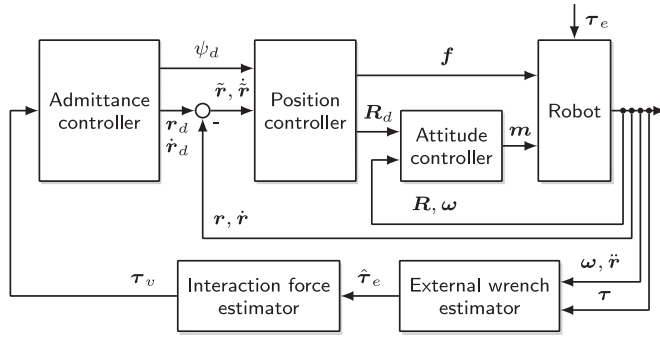 τ_e
ψ_d
f
r̃, ṙ̃
Admittance
controller
Position
controller
Robot
r_d
ṙ_d
-
R_d
Attitude
controller
m
R, ω
r, ṙ
ω, r̈
τ
τ_v
Interaction force
estimator
τ̂_e
External wrench
estimator